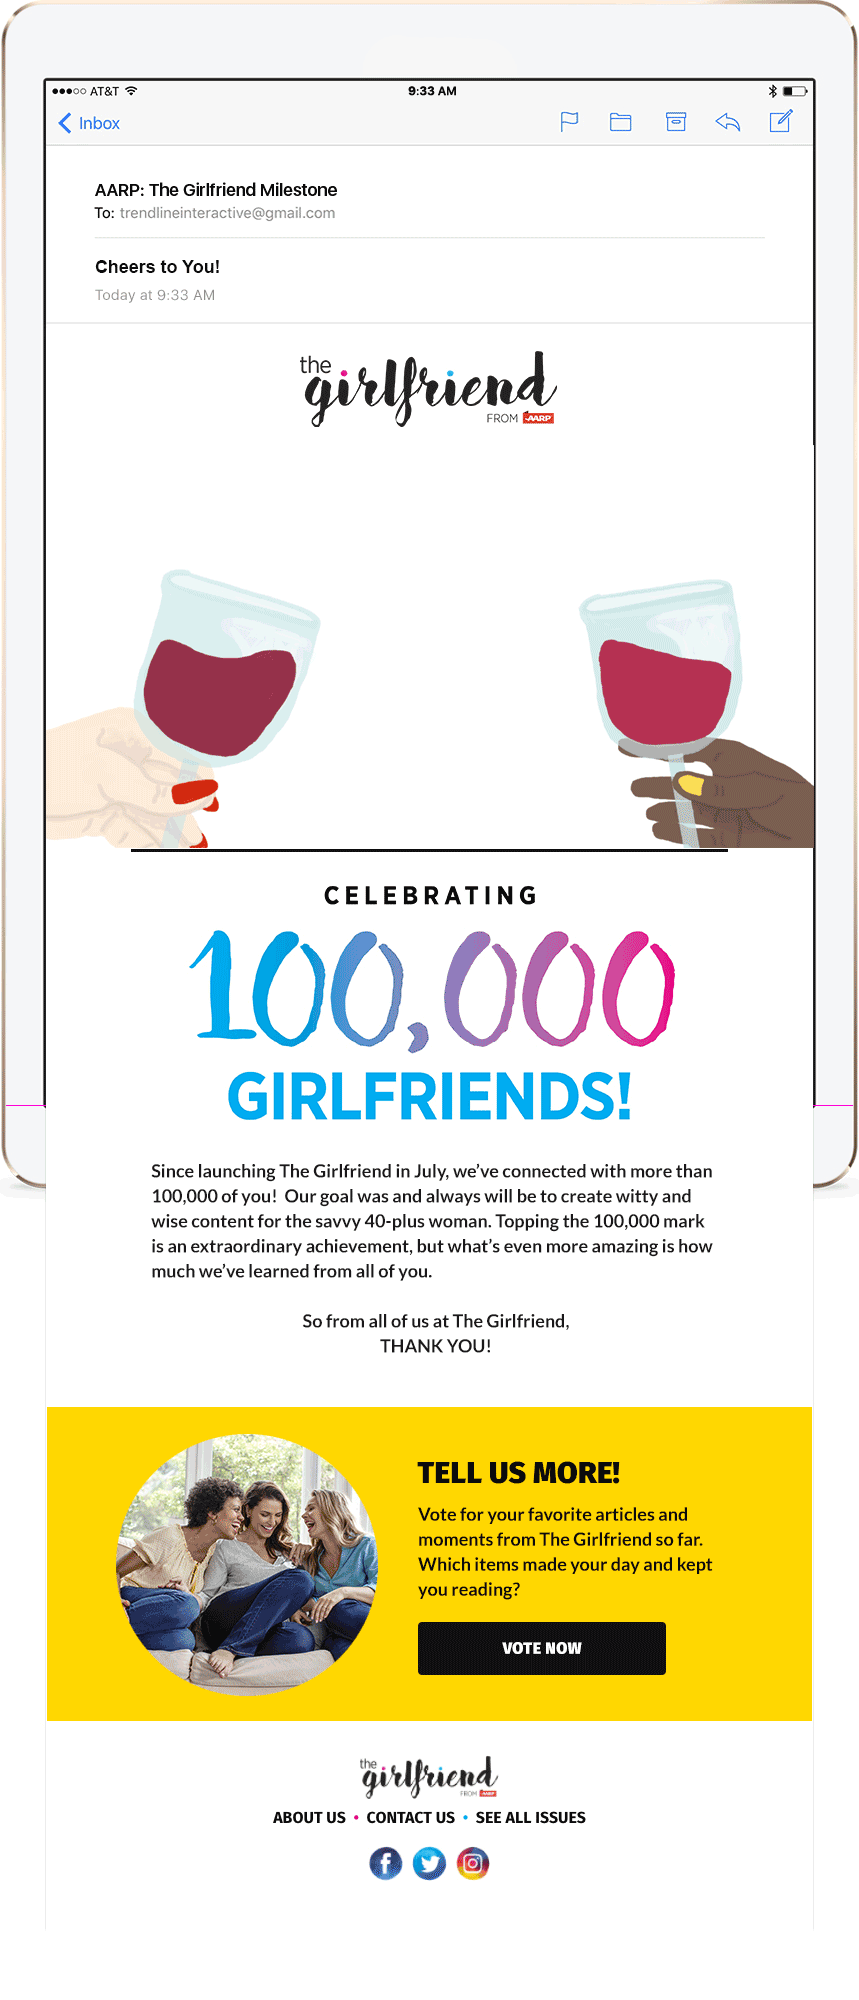 AT&T
9:33 AM
Inbox
AARP: The Girlfriend Milestone
To: trendlineinteractive@gmail.com
Cheers to You!
Today at 9:33 AM
the
girlfriend
FROM AARP
CELEBRATING
100,000
GIRLFRIENDS!
Since launching The Girlfriend in July, we've connected with more than
100,000 of you!  Our goal was and always will be to create witty and
wise content for the savvy 40-plus woman. Topping the 100,000 mark
is an extraordinary achievement, but what's even more amazing is how
much we've learned from all of you.
So from all of us at The Girlfriend,
THANK YOU!
TELL US MORE!
Vote for your favorite articles and
moments from The Girlfriend so far.
Which items made your day and kept
you reading?
VOTE NOW
the
girlfriend
FROM AARP
ABOUT US • CONTACT US • SEE ALL ISSUES